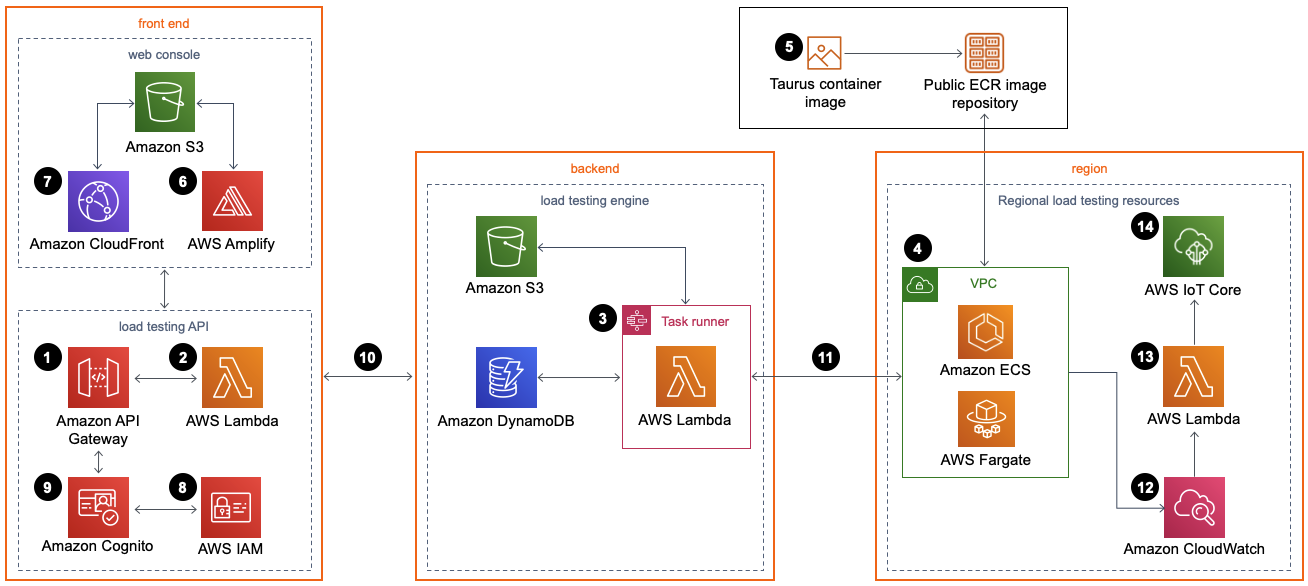 front end
web console
Amazon S3
7
6
Amazon CloudFront
AWS Amplify
load testing API
1
2
Amazon API
Gateway
AWS Lambda
9
8
Amazon Cognito
AWS IAM
10
backend
load testing engine
Amazon S3
3
Task runner
Amazon DynamoDB
AWS Lambda
11
5
Taurus container
image
Public ECR image
repository
region
Regional load testing resources
4
VPC
Amazon ECS
AWS Fargate
14
AWS IoT Core
13
AWS Lambda
12
Amazon CloudWatch